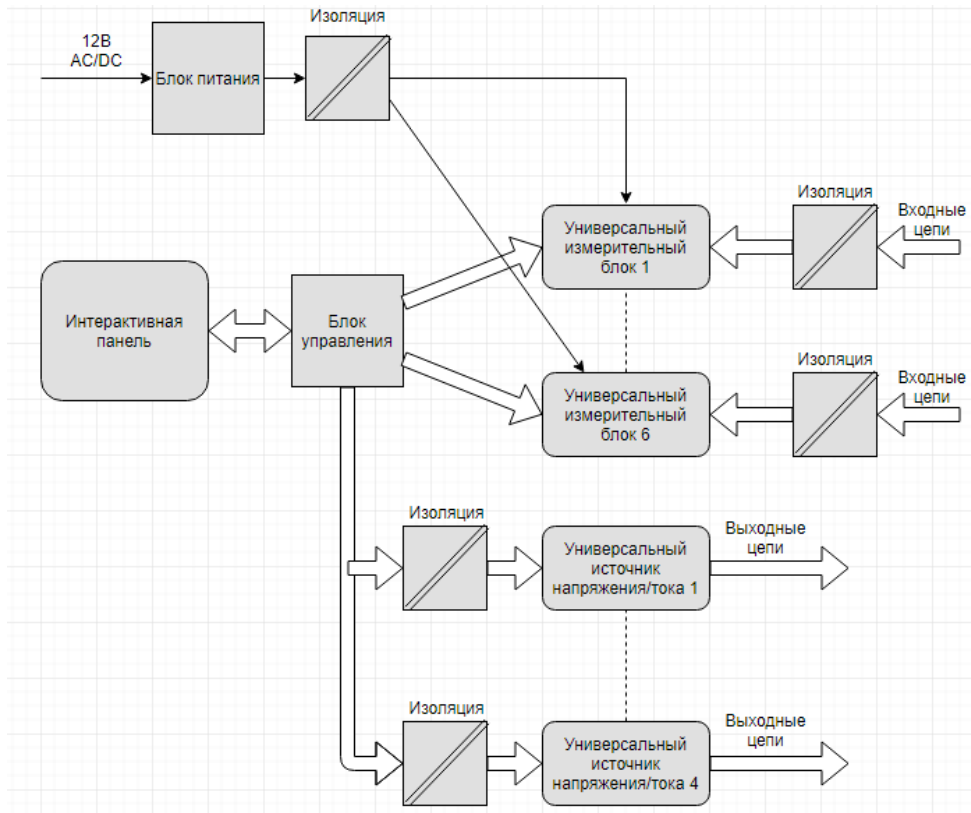 Изоляция
12В
AC/DC
Блок питания
Универсальный
измерительный
блок 1
Изоляция
Входные
цепи
Интерактивная
панель
Блок
управления
Универсальный
измерительный
блок 6
Изоляция
Входные
цепи
Изоляция
Универсальный
источник
напряжения/тока 1
Выходные
цепи
Изоляция
Универсальный
источник
напряжения/тока 4
Выходные
цепи